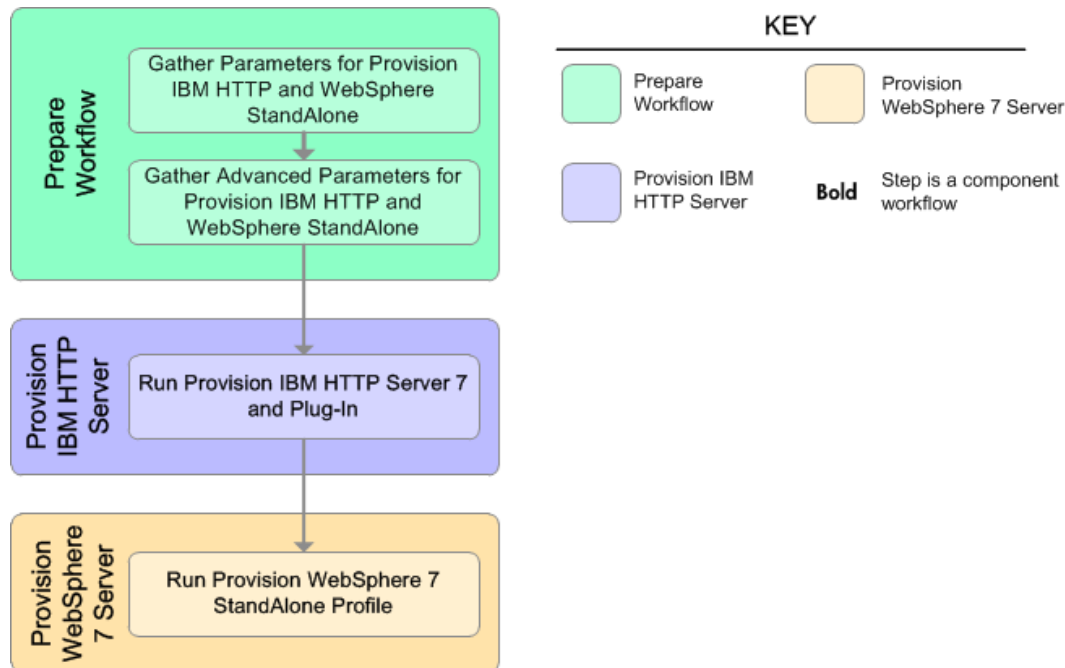 Prepare
Workflow
Gather Parameters for Provision
IBM HTTP and WebSphere
StandAlone
Gather Advanced Parameters for
Provision IBM HTTP and
WebSphere StandAlone
Provision
IBM HTTP
Server
Run Provision IBM HTTP Server 7
and Plug-In
Provision
WebSphere
7 Server
Run Provision WebSphere 7
StandAlone Profile
KEY
Prepare
Workflow
Provision
WebSphere 7 Server
Provision IBM
HTTP Server
Bold
Step is a component
workflow